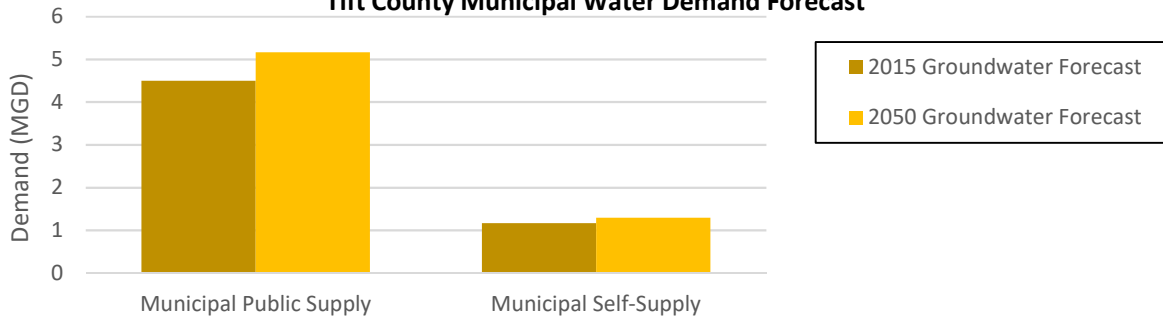 Tift County Municipal Water Demand Forecast
6
5
4
3
2
1
0
Demand (MGD)
Municipal Public Supply
Municipal Self-Supply
2015 Groundwater Forecast
2050 Groundwater Forecast